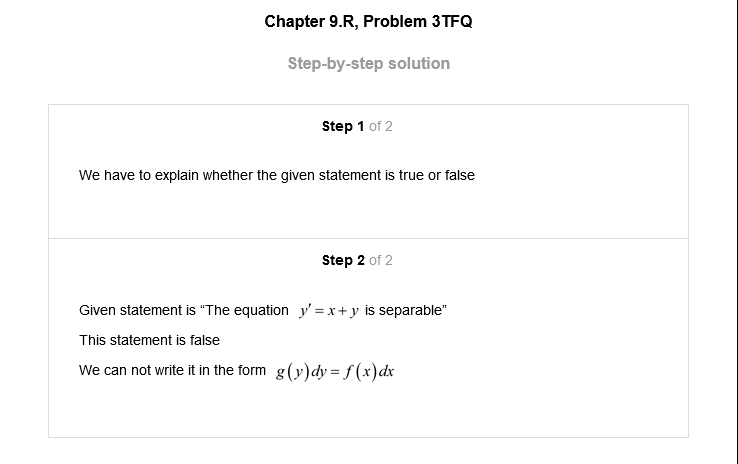 Chapter 9.R, Problem 3TFQ
Step-by-step solution
Step 1 of 2
We have to explain whether the given statement is true or false
Step 2 of 2
Given statement is “The equation y′ = x + y is separable”
This statement is false
We can not write it in the form g(y)dy = f(x)dx